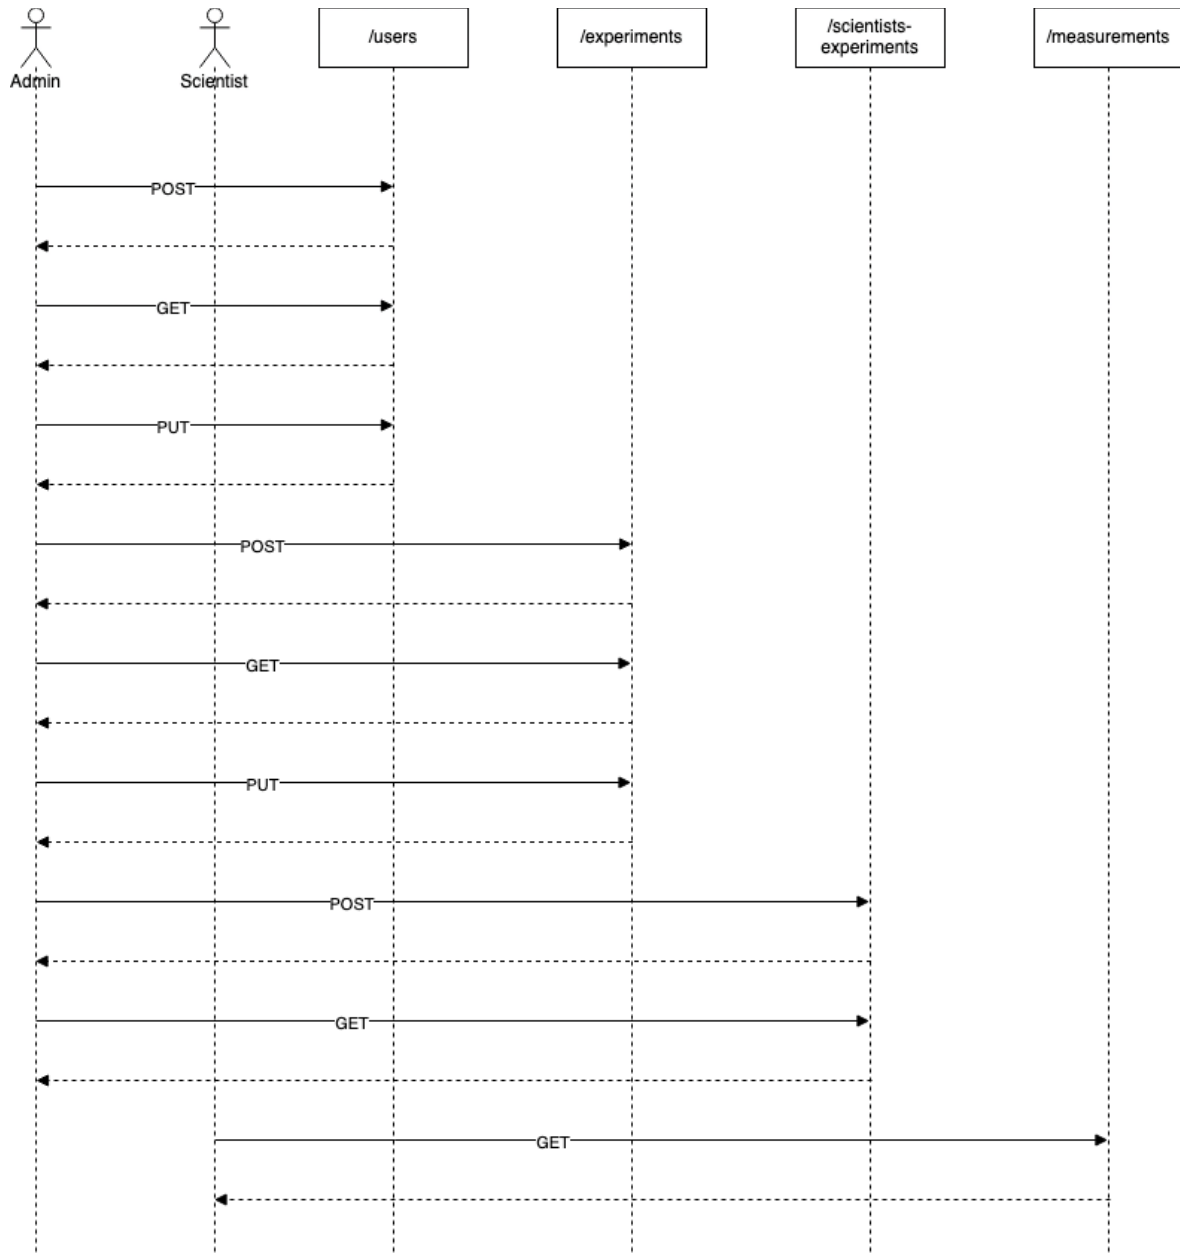 /users
/experiments
/scientists-
experiments
/measurements
Admin
Scientist
POST
GET
PUT
POST
GET
PUT
POST
GET
GET